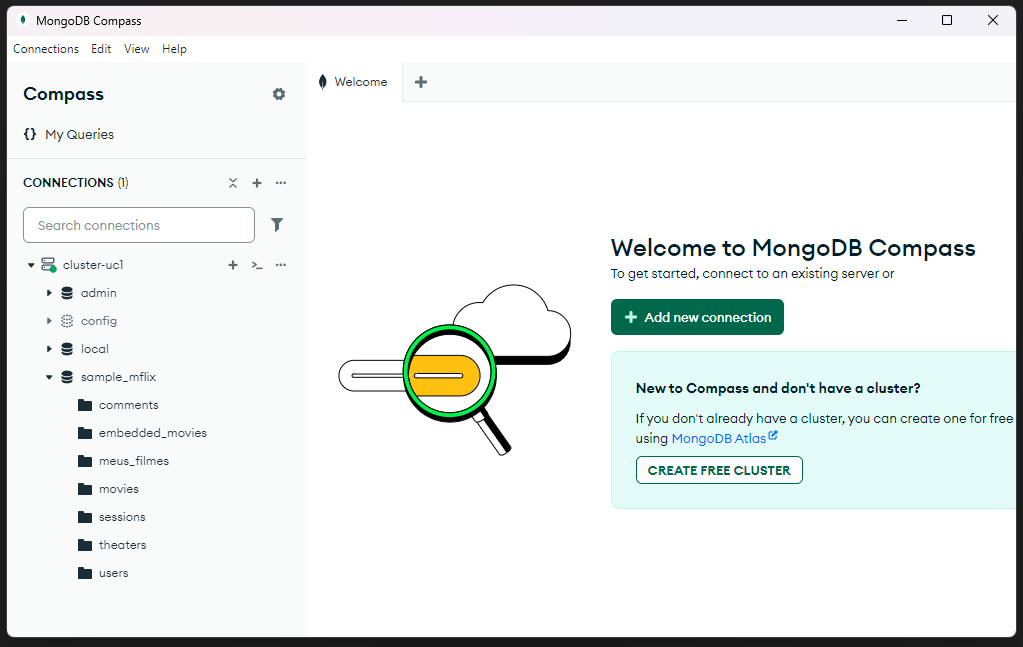 MongoDB Compass
Connections Edit View Help
Compass
My Queries
CONNECTIONS (1)
Search connections
cluster-uc1
admin
config
local
sample_mflix
comments
embedded_movies
meus_filmes
movies
sessions
theaters
users
Welcome
Welcome to MongoDB Compass
To get started, connect to an existing server or
Add new connection
New to Compass and don't have a cluster?
If you don't already have a cluster, you can create one for free
using MongoDB Atlas
CREATE FREE CLUSTER